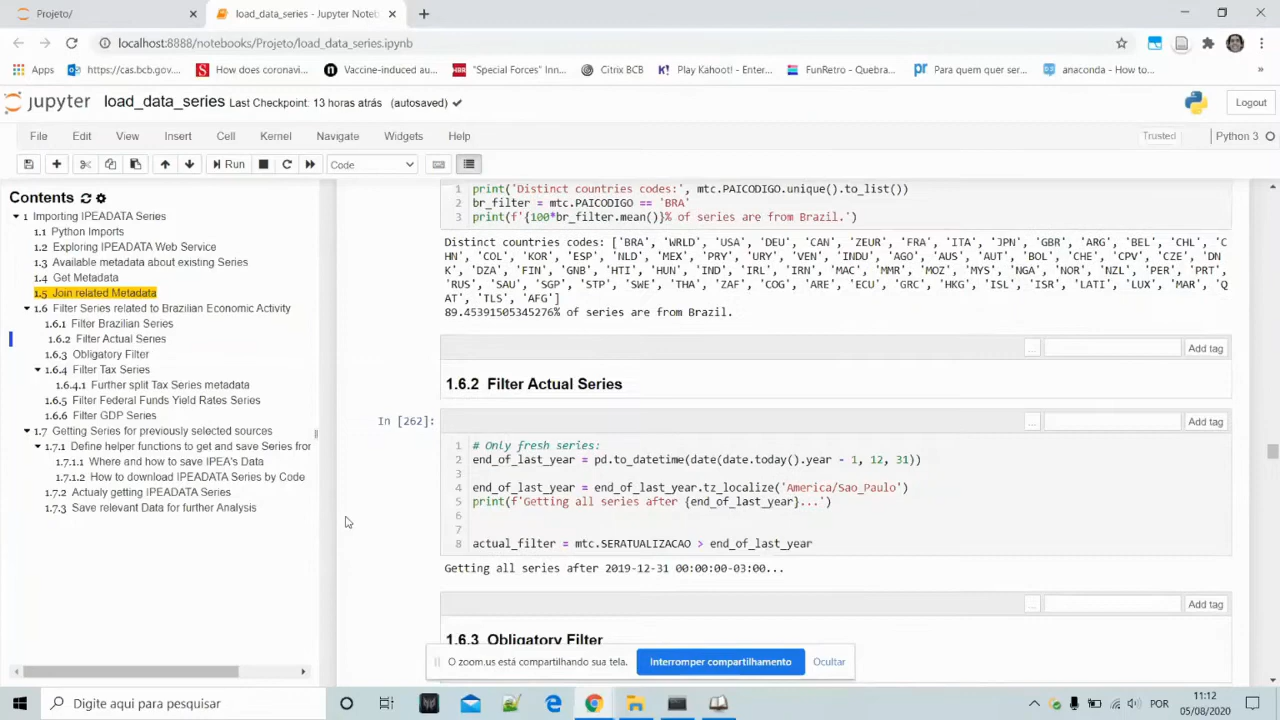 Projeto/
load_data_series - Jupyter Noteb
localhost:8888/notebooks/Projeto/load_data_series.ipynb
Apps
https://cas.bcb.gov....
How does coronavi...
Vaccine-induced au...
"Special Forces" Inn...
Citrix BCB
Play Kahoot! - Enter...
FunRetro - Quebra...
Para quem quer ser...
anaconda - How to...
jupyter load_data_series Last Checkpoint: 13 horas atrás (autosaved)
Logout
File Edit View Insert Cell Kernel Navigate Widgets Help
Trusted
Python 3
Run
Code
Contents
1 Importing IPEADATA Series
1.1 Python Imports
1.2 Exploring IPEADATA Web Service
1.3 Available metadata about existing Series
1.4 Get Metadata
1.5 Join related Metadata
1.6 Filter Series related to Brazilian Economic Activity
1.6.1 Filter Brazilian Series
1.6.2 Filter Actual Series
1.6.3 Obligatory Filter
1.6.4 Filter Tax Series
1.6.4.1 Further split Tax Series metadata
1.6.5 Filter Federal Funds Yield Rates Series
1.6.6 Filter GDP Series
1.7 Getting Series for previously selected sources
1.7.1 Define helper functions to get and save Series fror
1.7.1.1 Where and how to save IPEA's Data
1.7.1.2 How to download IPEADATA Series by Code
1.7.2 Actualy getting IPEADATA Series
1.7.3 Save relevant Data for further Analysis
1 print('Distinct countries codes:', mtc.PAICODIGO.unique().to_list())
2 br_filter = mtc.PAICODIGO == 'BRA'
3 print(f'{100*br_filter.mean()}% of series are from Brazil.')
Distinct countries codes: ['BRA', 'WRLD', 'USA', 'DEU', 'CAN', 'ZEUR', 'FRA', 'ITA', 'JPN', 'GBR', 'ARG', 'BEL', 'CHL', 'C
HN', 'COL', 'KOR', 'ESP', 'NLD', 'MEX', 'PRY', 'URY', 'VEN', 'INDU', 'AGO', 'AUS', 'AUT', 'BOL', 'CHE', 'CPV', 'CZE', 'DN
K', 'DZA', 'FIN', 'GNB', 'HTI', 'HUN', 'IND', 'IRL', 'IRN', 'MAC', 'MMR', 'MOZ', 'MYS', 'NGA', 'NOR', 'NZL', 'PER', 'PRT',
'RUS', 'SAU', 'SGP', 'STP', 'SWE', 'THA', 'ZAF', 'COG', 'ARE', 'ECU', 'GRC', 'HKG', 'ISL', 'ISR', 'LATI', 'LUX', 'MAR', 'Q
AT', 'TLS', 'AFG']
89.45391505345276% of series are from Brazil.
... Add tag
1.6.2 Filter Actual Series
In [262]:
... Add tag
1 # Only fresh series:
2 end_of_last_year = pd.to_datetime(date(date.today().year - 1, 12, 31))
3
4 end_of_last_year = end_of_last_year.tz_localize('America/Sao_Paulo')
5 print(f'Getting all series after {end_of_last_year}...')
6
7
8 actual_filter = mtc.SERATUALIZACAO > end_of_last_year
Getting all series after 2019-12-31 00:00:00-03:00...
... Add tag
1.6.3 Obligatory Filter
O zoom.us está compartilhando sua tela.
Interromper compartilhamento
Ocultar
Digite aqui para pesquisar
POR
11:12
05/08/2020